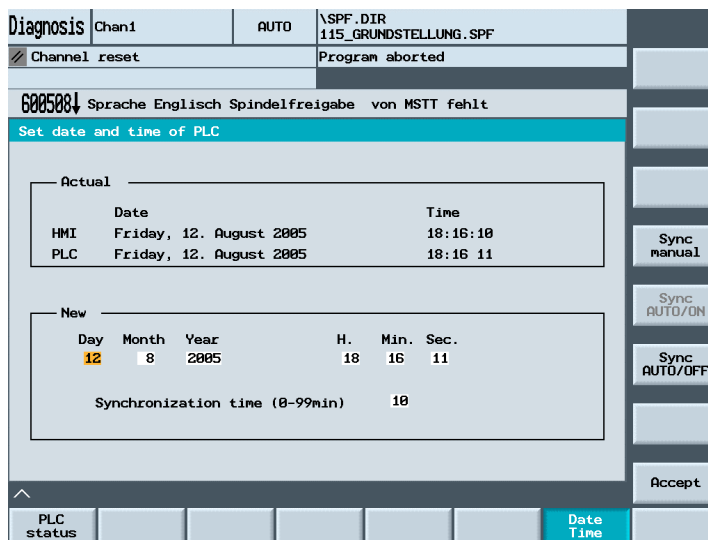 Diagnosis Chan1 AUTO \SPF.DIR
115_GRUNDSTELLUNG.SPF
Channel reset Program aborted
600508↓ Sprache Englisch Spindelfreigabe von MSTT fehlt
Set date and time of PLC
Actual
Date Time
HMI Friday, 12. August 2005 18:16:10
PLC Friday, 12. August 2005 18:16 11
New
Day Month Year H. Min. Sec.
12 8 2005 18 16 11
Synchronization time (0-99min) 10
Sync
manual
Sync
AUTO/ON
Sync
AUTO/OFF
Accept
PLC
status
Date
Time